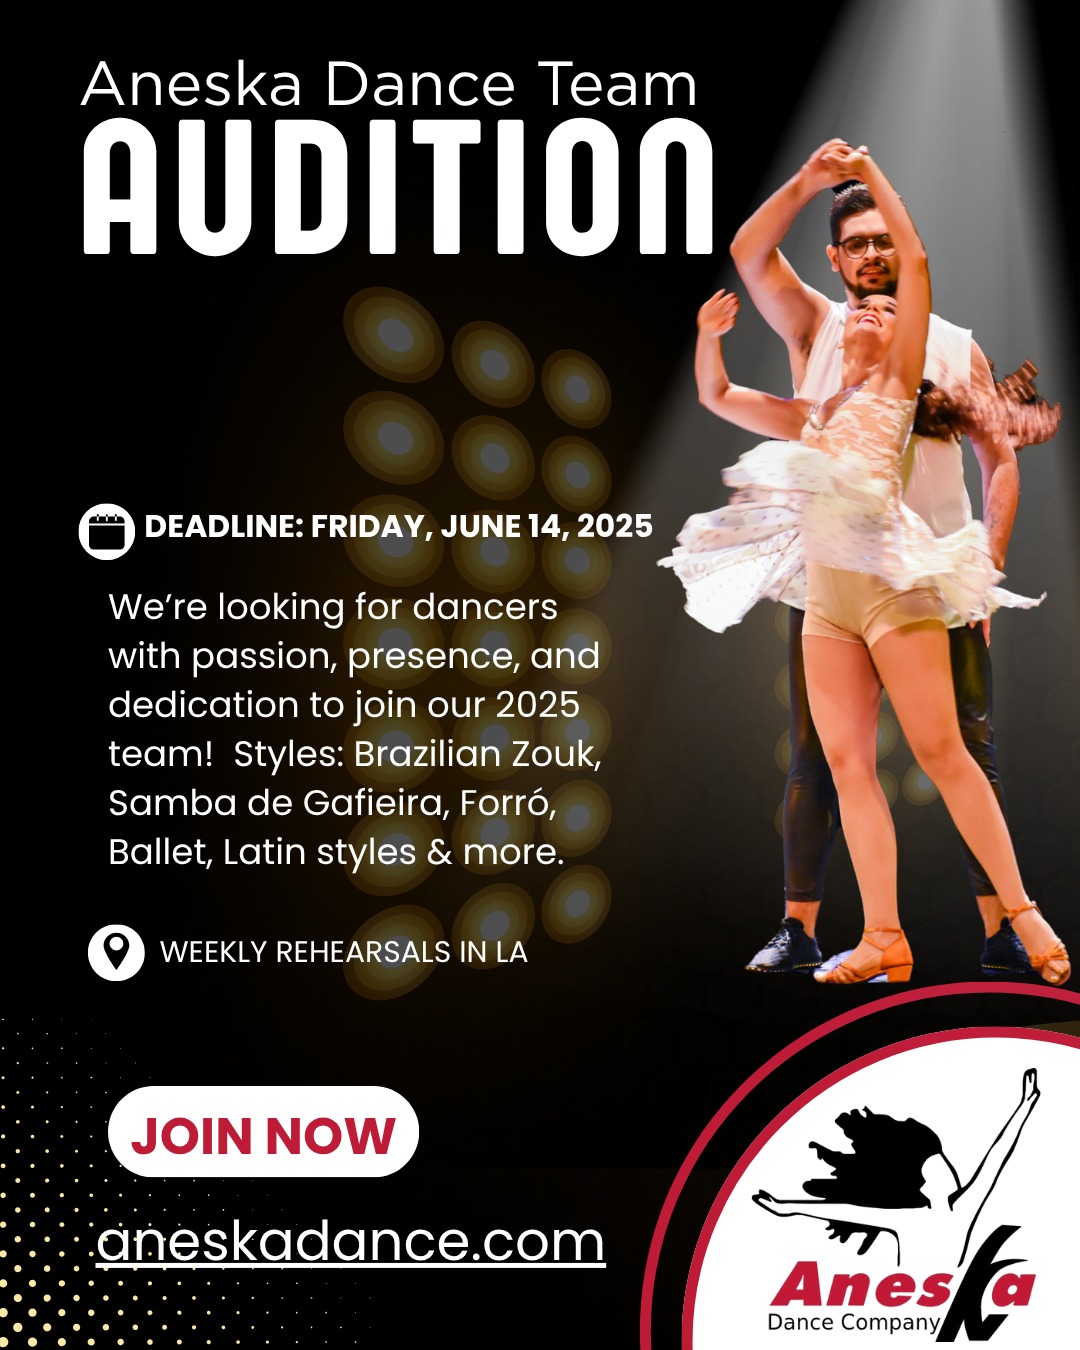 Aneska Dance Team
AUDITION
DEADLINE: FRIDAY, JUNE 14, 2025
We’re looking for dancers
with passion, presence, and
dedication to join our 2025
team!  Styles: Brazilian Zouk,
Samba de Gafieira, Forró,
Ballet, Latin styles & more.
WEEKLY REHEARSALS IN LA
JOIN NOW
aneskadance.com
Aneska
Dance Company